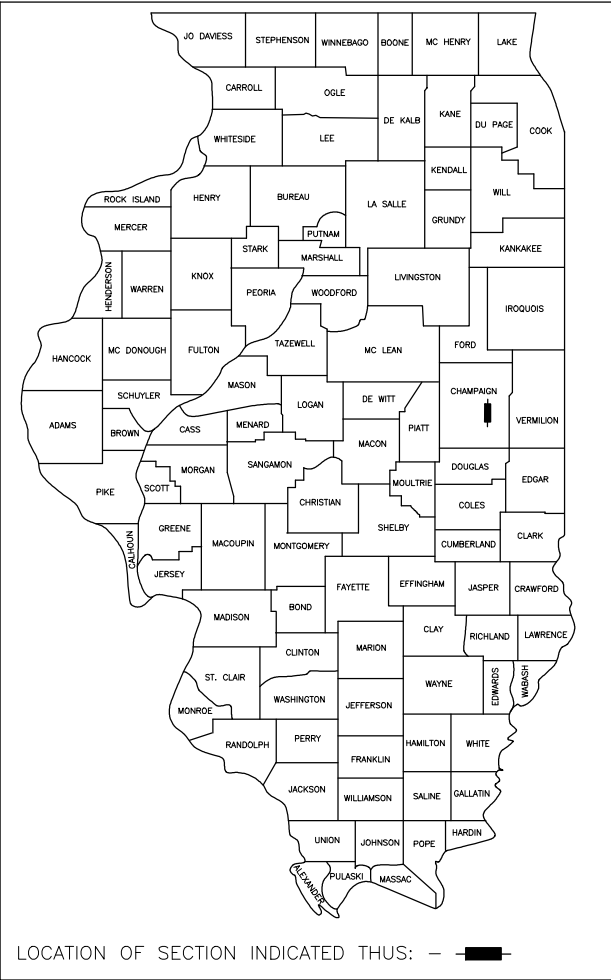 JO DAVIESS
STEPHENSON
WINNEBAGO
BOONE
MC HENRY
LAKE
CARROLL
OGLE
DE KALB
KANE
DU PAGE
COOK
WHITESIDE
LEE
KENDALL
WILL
ROCK ISLAND
HENRY
BUREAU
LA SALLE
GRUNDY
MERCER
PUTNAM
STARK
MARSHALL
KANKAKEE
HENDERSON
WARREN
KNOX
PEORIA
WOODFORD
LIVINGSTON
IROQUOIS
HANCOCK
MC DONOUGH
FULTON
TAZEWELL
MC LEAN
FORD
MASON
SCHUYLER
LOGAN
DE WITT
CHAMPAIGN
ADAMS
BROWN
CASS
MENARD
MACON
PIATT
VERMILION
PIKE
SCOTT
MORGAN
SANGAMON
CHRISTIAN
MOULTRIE
DOUGLAS
EDGAR
COLES
CALHOUN
GREENE
MACOUPIN
MONTGOMERY
SHELBY
CUMBERLAND
CLARK
JERSEY
FAYETTE
EFFINGHAM
JASPER
CRAWFORD
MADISON
BOND
CLAY
RICHLAND
LAWRENCE
CLINTON
MARION
ST. CLAIR
WASHINGTON
WAYNE
EDWARDS
WABASH
MONROE
JEFFERSON
RANDOLPH
PERRY
HAMILTON
WHITE
FRANKLIN
JACKSON
WILLIAMSON
SALINE
GALLATIN
UNION
JOHNSON
POPE
HARDIN
ALEXANDER
PULASKI
MASSAC
LOCATION OF SECTION INDICATED THUS: –